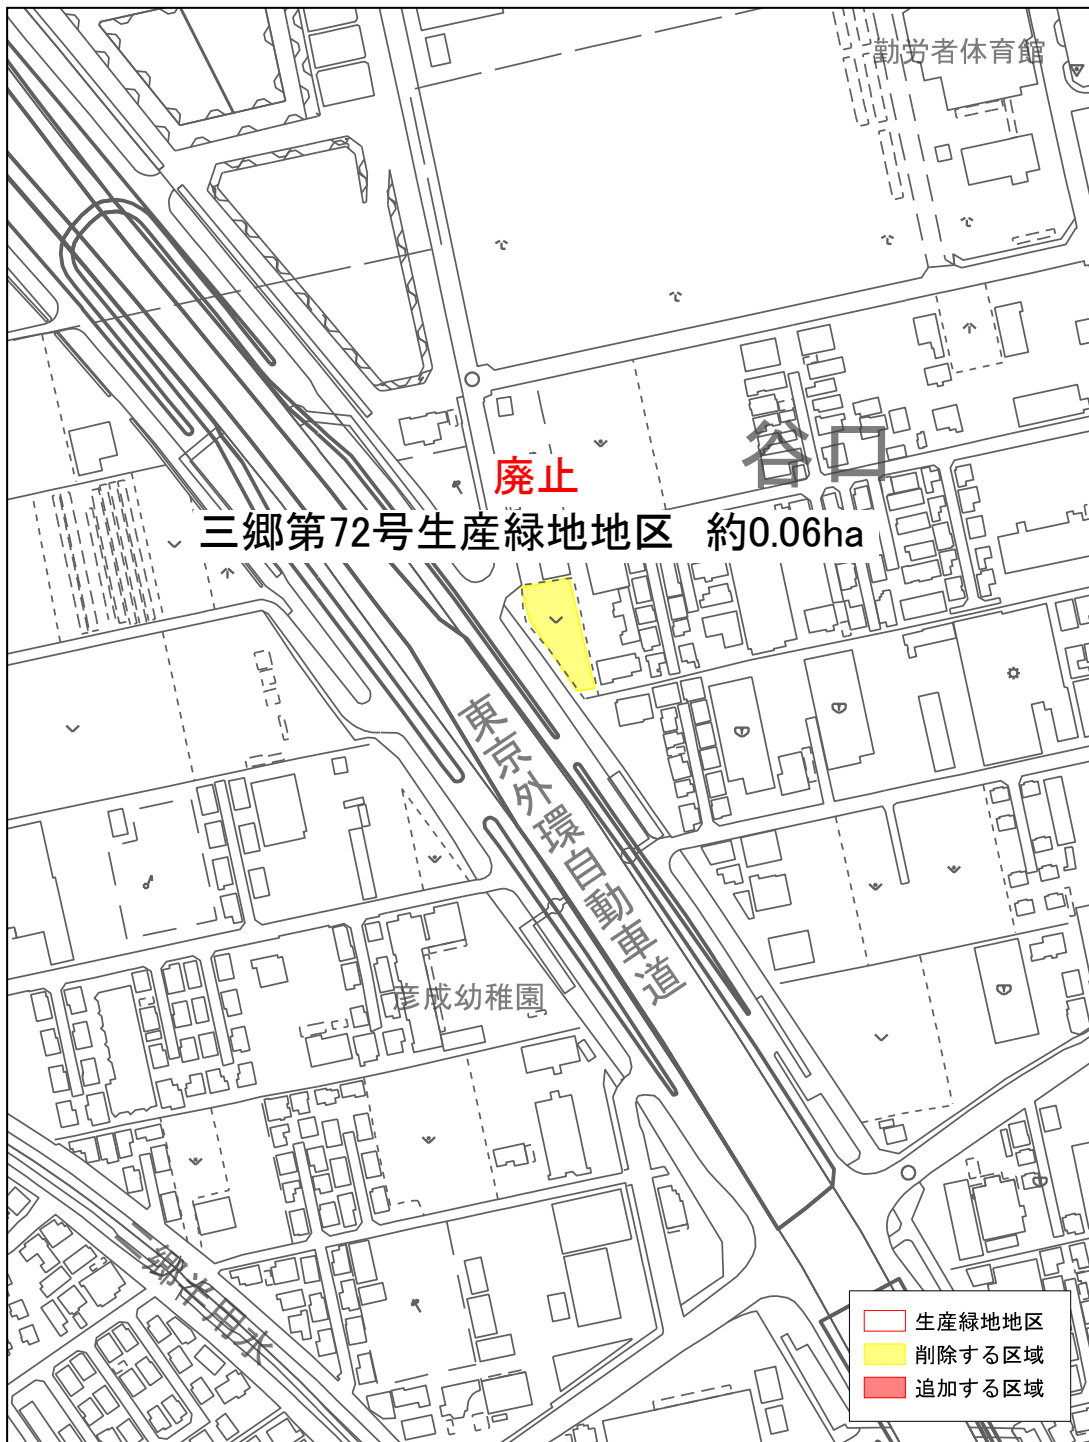 勤労者体育館
谷口
廃止
三郷第72号生産緑地地区　約0.06ha
東京外環自動車道
彦成幼稚園
二郷半用水
生産緑地地区
削除する区域
追加する区域